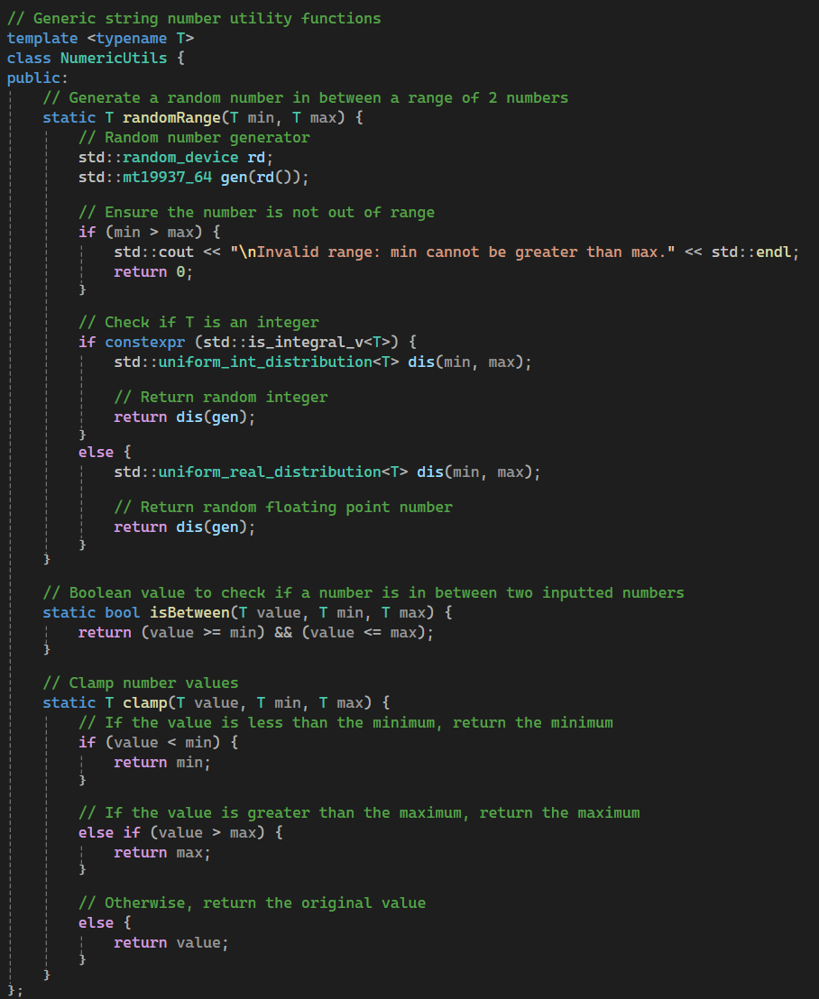 // Generic string number utility functions
template <typename T>
class NumericUtils {
public:
    // Generate a random number in between a range of 2 numbers
    static T randomRange(T min, T max) {
        // Random number generator
        std::random_device rd;
        std::mt19937_64 gen(rd());

        // Ensure the number is not out of range
        if (min > max) {
            std::cout << "\nInvalid range: min cannot be greater than max." << std::endl;
            return 0;
        }

        // Check if T is an integer
        if constexpr (std::is_integral_v<T>) {
            std::uniform_int_distribution<T> dis(min, max);

            // Return random integer
            return dis(gen);
        }
        else {
            std::uniform_real_distribution<T> dis(min, max);

            // Return random floating point number
            return dis(gen);
        }
    }

    // Boolean value to check if a number is in between two inputted numbers
    static bool isBetween(T value, T min, T max) {
        return (value >= min) && (value <= max);
    }

    // Clamp number values
    static T clamp(T value, T min, T max) {
        // If the value is less than the minimum, return the minimum
        if (value < min) {
            return min;
        }

        // If the value is greater than the maximum, return the maximum
        else if (value > max) {
            return max;
        }

        // Otherwise, return the original value
        else {
            return value;
        }
    }
};